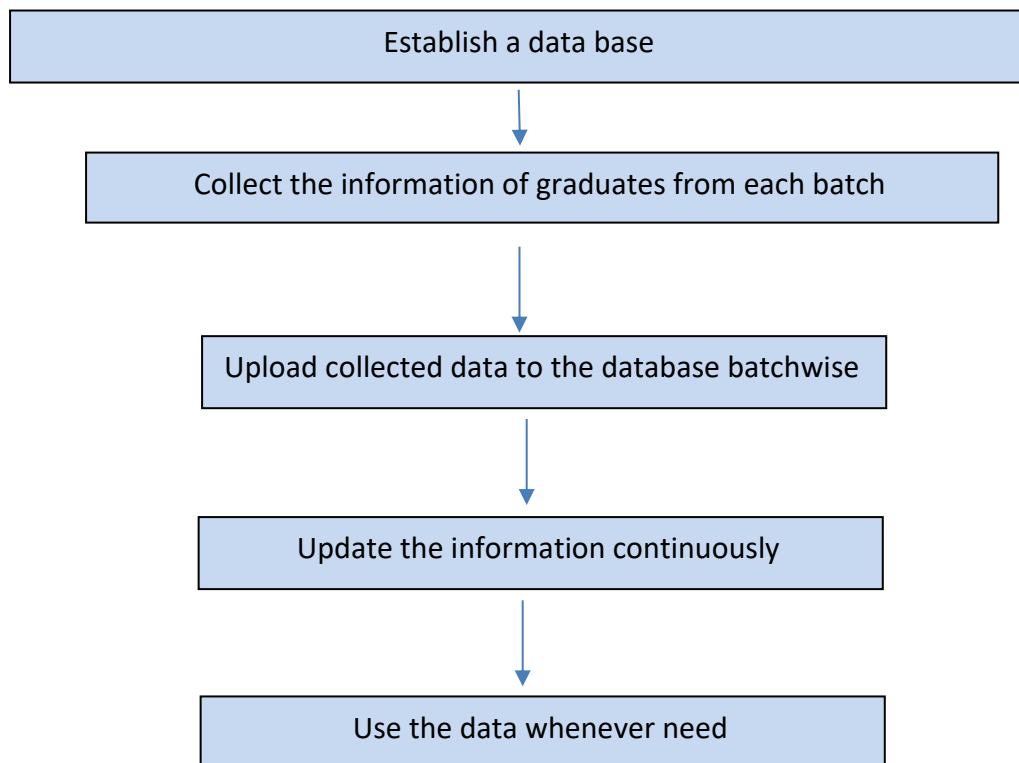 Establish a data base
Collect the information of graduates from each batch
Upload collected data to the database batchwise
Update the information continuously
Use the data whenever need